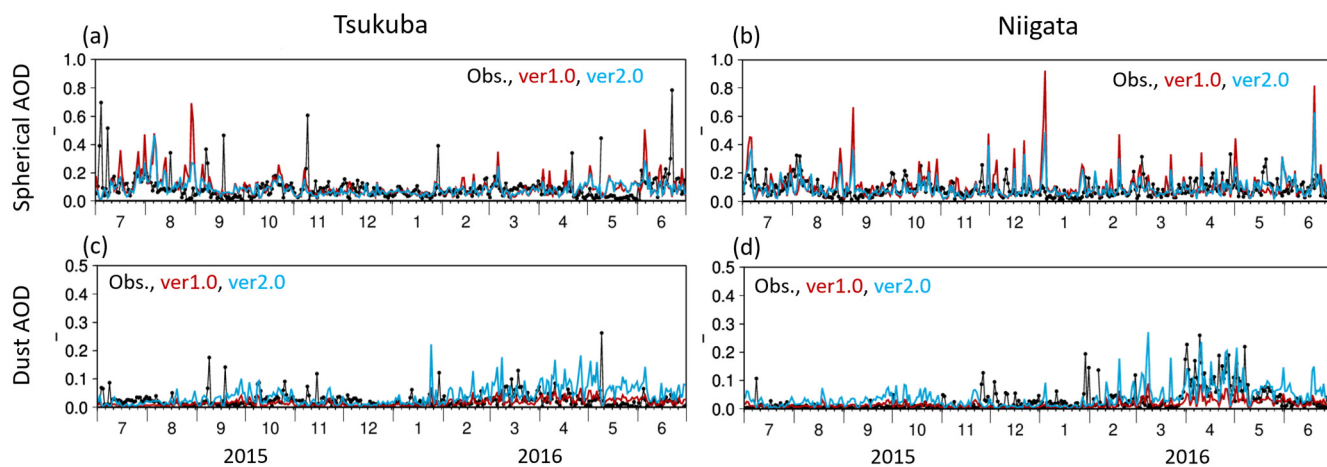 Tsukuba
Niigata
(a)
(b)
Spherical AOD
1.0
0.8
0.6
0.4
0.2
0.0
Obs., ver1.0, ver2.0
7 8 9 10 11 12 1 2 3 4 5 6
1.0
0.8
0.6
0.4
0.2
0.0
Obs., ver1.0, ver2.0
7 8 9 10 11 12 1 2 3 4 5 6
(c)
(d)
Dust AOD
0.5
0.4
0.3
0.2
0.1
0.0
Obs., ver1.0, ver2.0
7 8 9 10 11 12 1 2 3 4 5 6
2015 2016
0.5
0.4
0.3
0.2
0.1
0.0
Obs., ver1.0, ver2.0
7 8 9 10 11 12 1 2 3 4 5 6
2015 2016